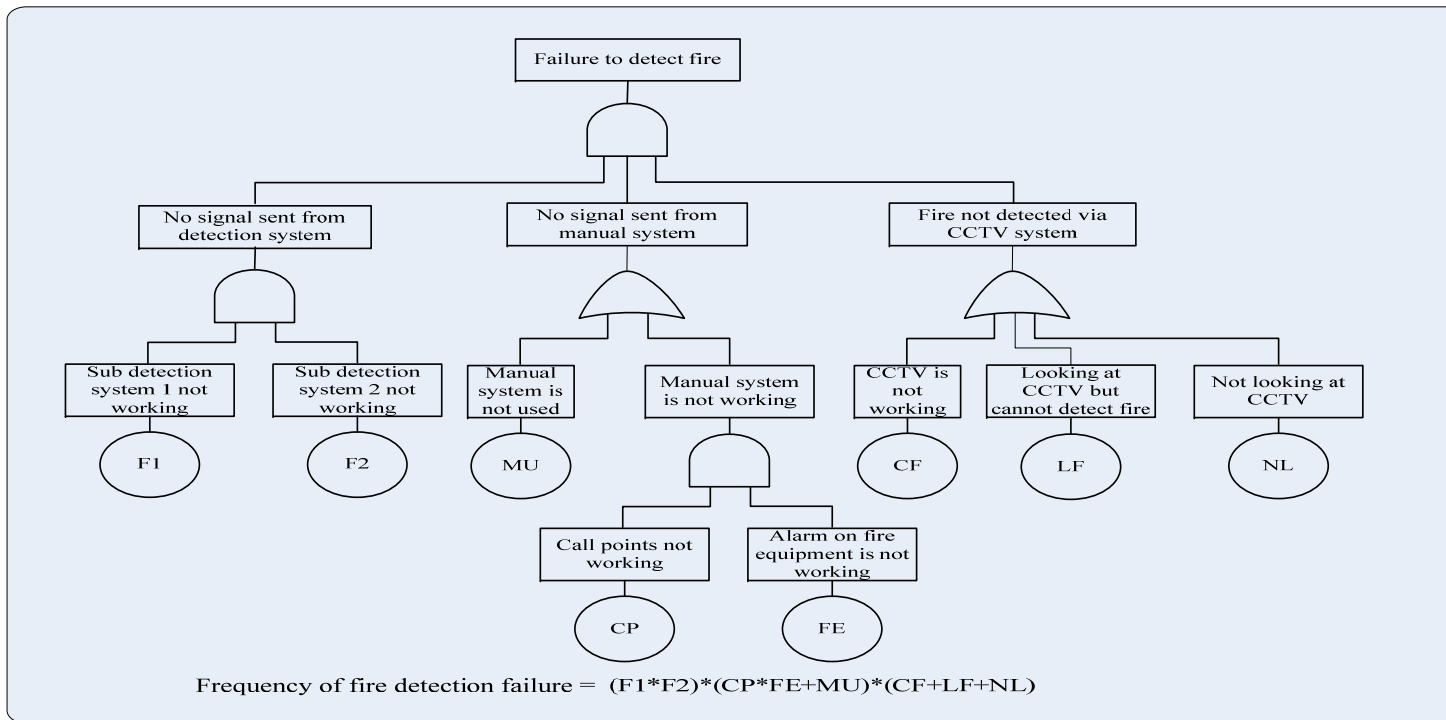 Failure to detect fire
No signal sent from
detection system
No signal sent from
manual system
Fire not detected via
CCTV system
Sub detection
system 1 not
working
Sub detection
system 2 not
working
Manual
system is
not used
Manual system
is not working
CCTV is
not
working
Looking at
CCTV but
cannot detect fire
Not looking at
CCTV
F1
F2
MU
CF
LF
NL
Call points not
working
Alarm on fire
equipment is not
working
CP
FE
Frequency of fire detection failure = (F1*F2)*(CP*FE+MU)*(CF+LF+NL)